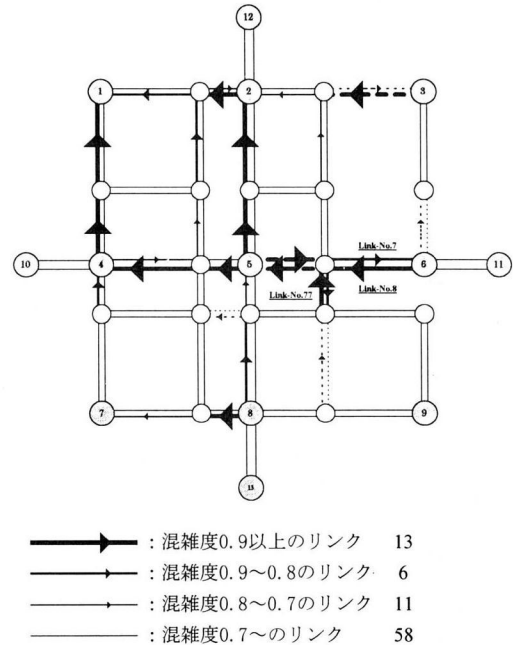 12
1
2
3
Link-No.7
10
4
5
6
11
Link-No.77
Link-No.8
7
8
9
13
:混雑度0.9以上のリンク 13
:混雑度0.9～0.8のリンク 6
:混雑度0.8～0.7のリンク 11
:混雑度0.7～のリンク 58